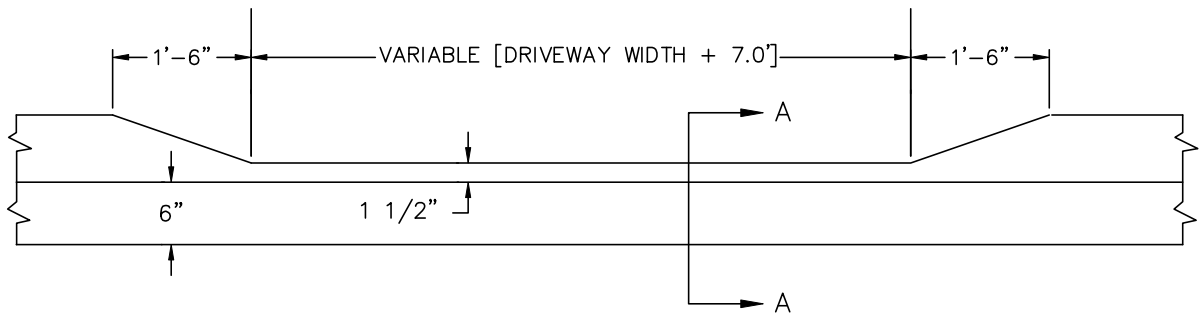 1'-6" VARIABLE [DRIVEWAY WIDTH + 7.0'] 1'-6"
A
6" 1 1/2"
A